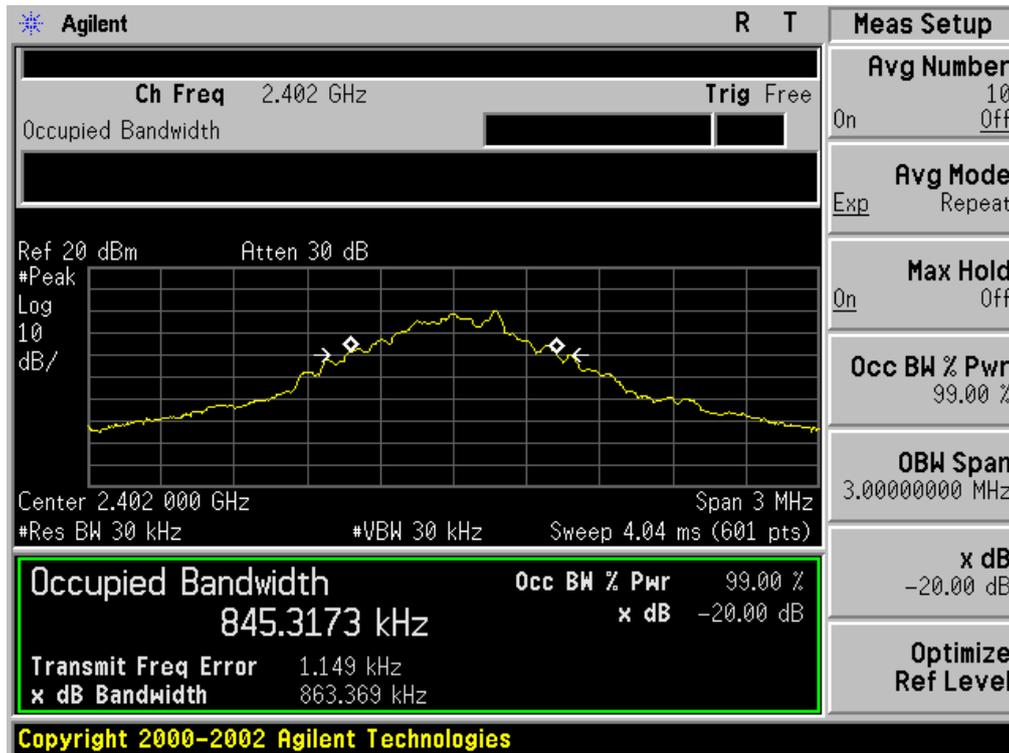 Agilent R T
Ch Freq 2.402 GHz Trig Free
Occupied Bandwidth
Ref 20 dBm Atten 30 dB
#Peak
Log
10
dB/
Center 2.402 000 GHz Span 3 MHz
#Res BW 30 kHz #VBW 30 kHz Sweep 4.04 ms (601 pts)
Occupied Bandwidth Occ BW % Pwr 99.00 %
845.3173 kHz x dB -20.00 dB
Transmit Freq Error 1.149 kHz
x dB Bandwidth 863.369 kHz
Copyright 2000-2002 Agilent Technologies
Meas Setup
Avg Number
10
On Off
Avg Mode
Exp Repeat
Max Hold
On Off
Occ BW % Pwr
99.00 %
OBW Span
3.00000000 MHz
x dB
-20.00 dB
Optimize
Ref Level